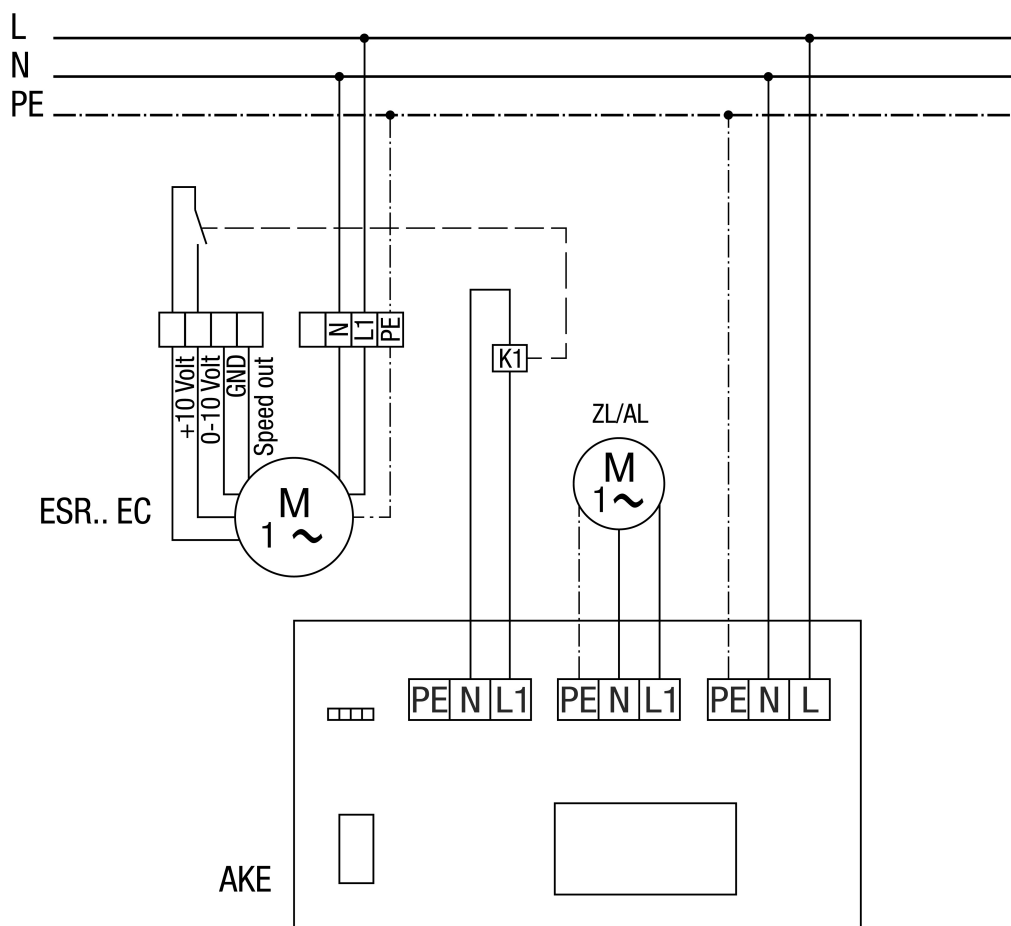 L
N
PE
N
L1
PE
K1
+10 Volt
0-10 Volt
GND
Speed out
ZL/AL
M
1 ~
ESR.. EC
M
1 ~
PE N L1
PE N L1
PE N L
AKE